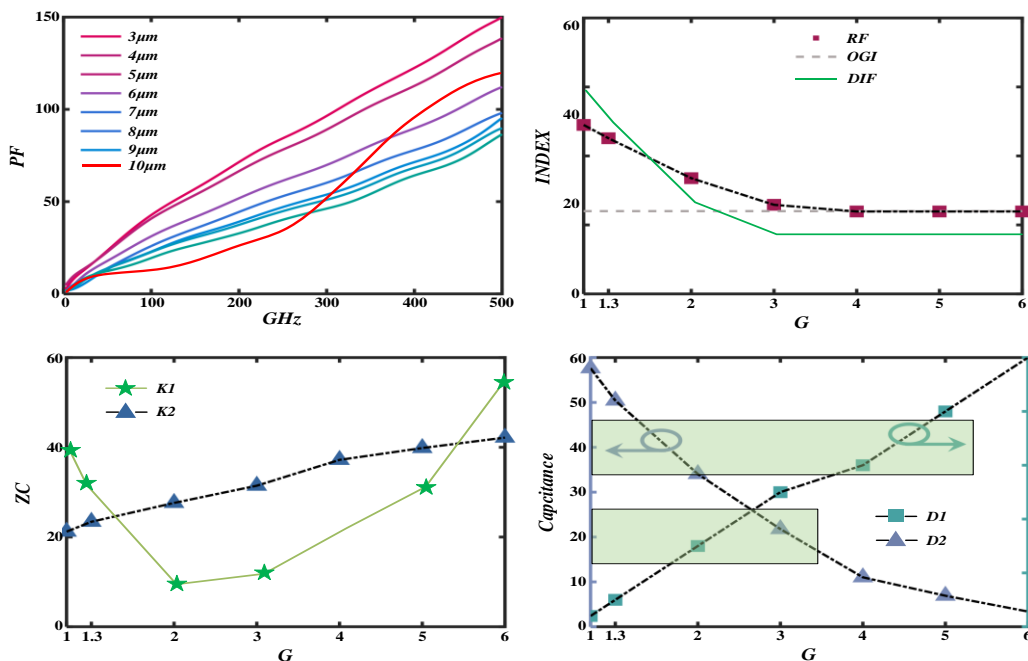 150
100
50
0
PF
3μm
4μm
5μm
6μm
7μm
8μm
9μm
10μm
0 100 200 300 400 500
GHz
60
40
20
0
INDEX
RF
OGI
DIF
1 1.3 2 3 4 5 6
G
60
40
20
0
ZC
K1
K2
1 1.3 2 3 4 5 6
G
60
50
40
30
20
10
0
Capcitance
D1
D2
1 1.3 2 3 4 5 6
G